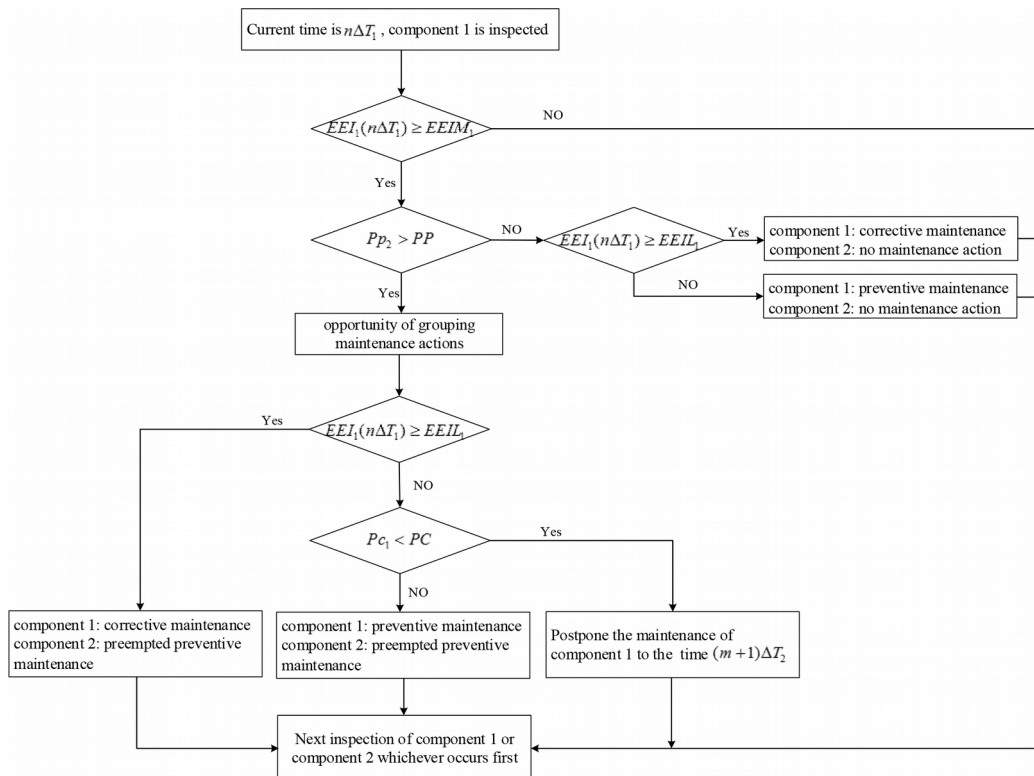 Current time is nΔT₁ , component 1 is inspected
EEI₁(nΔT₁) ≥ EEIM₁
NO
Yes
Pp₂ > PP
NO
EEI₁(nΔT₁) ≥ EEIL₁
Yes
component 1: corrective maintenance
component 2: no maintenance action
NO
component 1: preventive maintenance
component 2: no maintenance action
Yes
opportunity of grouping
maintenance actions
EEI₁(nΔT₁) ≥ EEIL₁
Yes
NO
Pc₁ < PC
Yes
NO
component 1: corrective maintenance
component 2: preempted preventive
maintenance
component 1: preventive maintenance
component 2: preempted preventive
maintenance
Postpone the maintenance of
component 1 to the time (m+1)ΔT₂
Next inspection of component 1 or
component 2 whichever occurs first